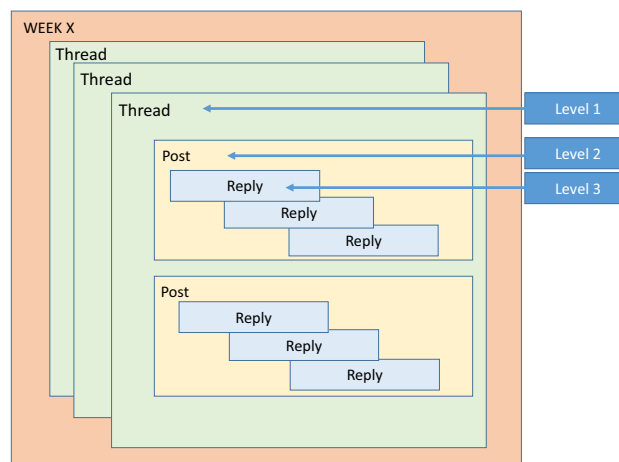 WEEK X
Thread
Thread
Thread
Level 1
Post
Level 2
Reply
Level 3
Reply
Reply
Post
Reply
Reply
Reply